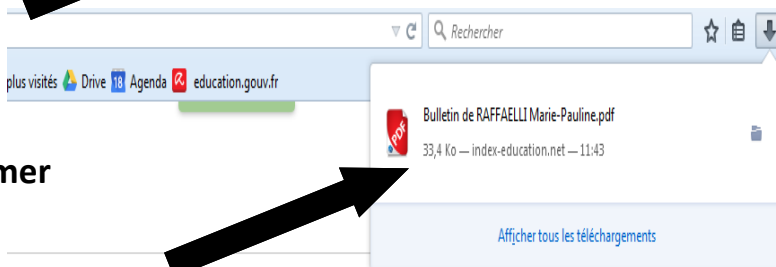 Rechercher
plus visités Drive 18 Agenda education.gouv.fr
PDF
Bulletin de RAFFAELLI Marie-Pauline.pdf
33,4 Ko — index-education.net — 11:43
mer
Afficher tous les téléchargements